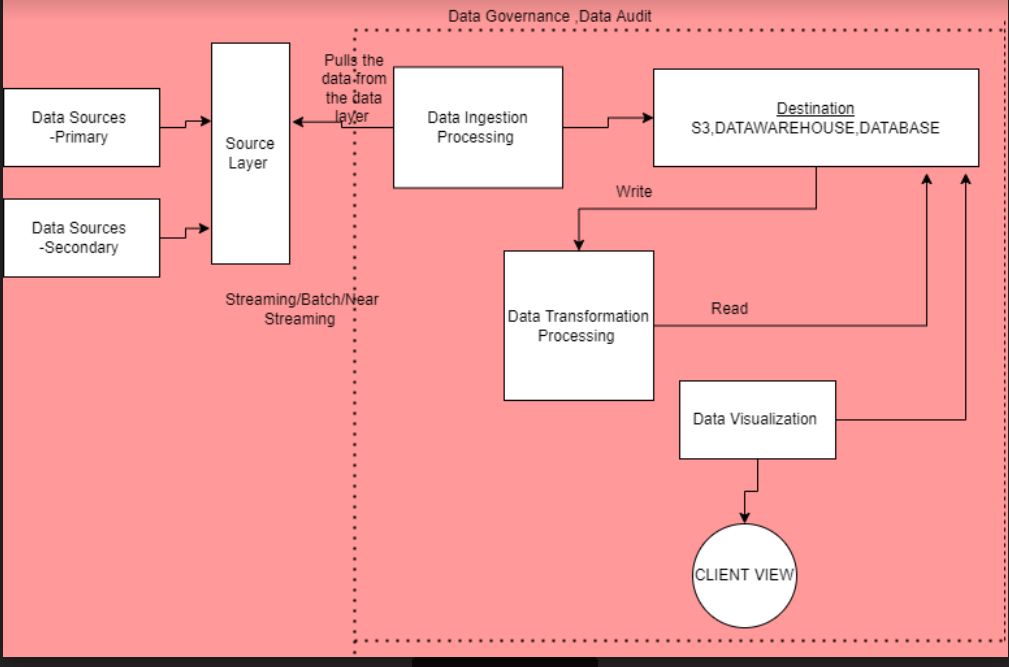 Data Governance ,Data Audit
Pulls the
data from
the data
layer
Data Sources
-Primary
Source
Layer
Data Ingestion
Processing
Destination
S3,DATAWAREHOUSE,DATABASE
Write
Data Sources
-Secondary
Streaming/Batch/Near
Streaming
Data Transformation
Processing
Read
Data Visualization
CLIENT VIEW